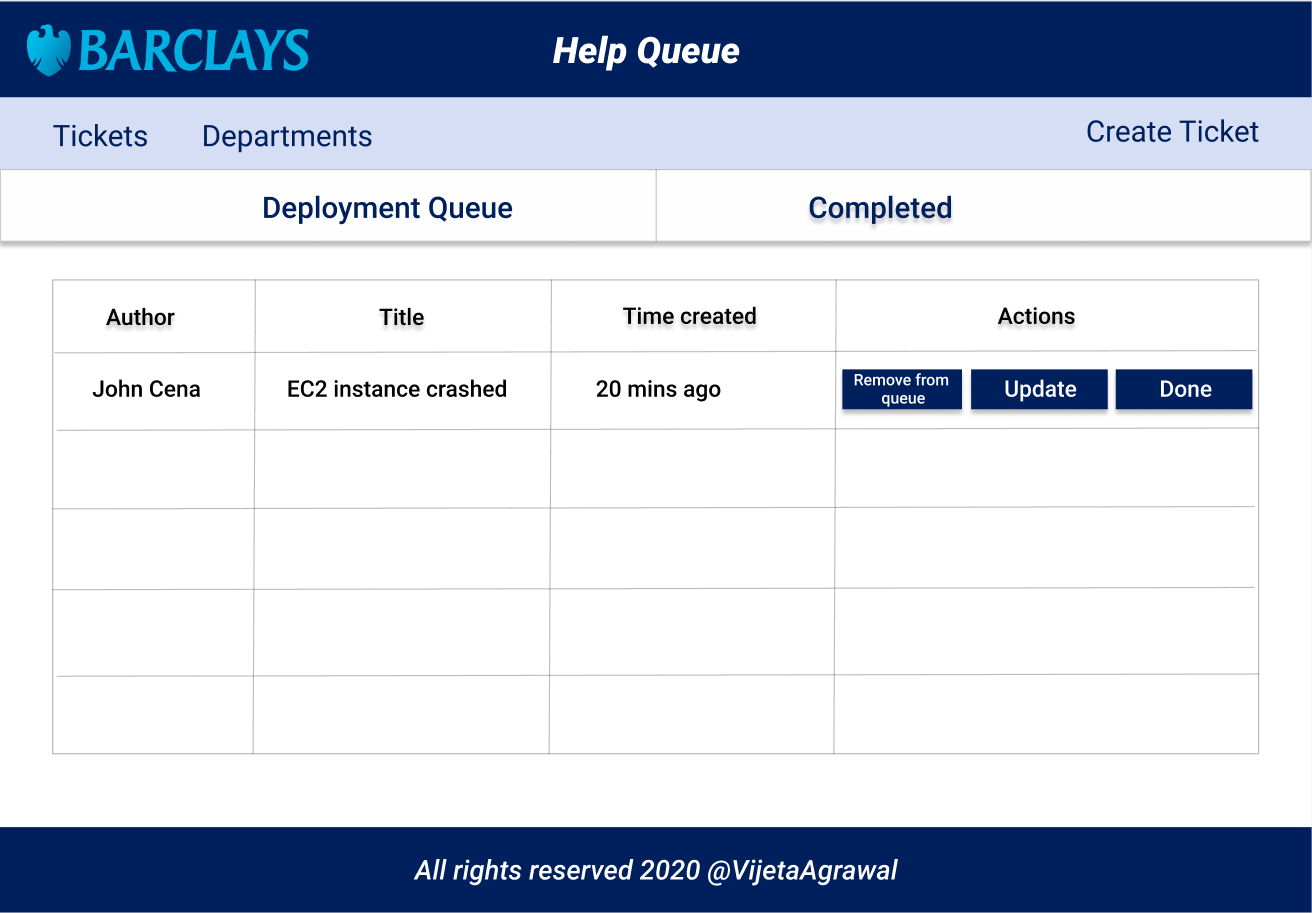 BARCLAYS
Help Queue
Tickets Departments Create Ticket
Deployment Queue Completed
Author Title Time created Actions
John Cena EC2 instance crashed 20 mins ago Remove from
queue Update Done
All rights reserved 2020 @VijetaAgrawal